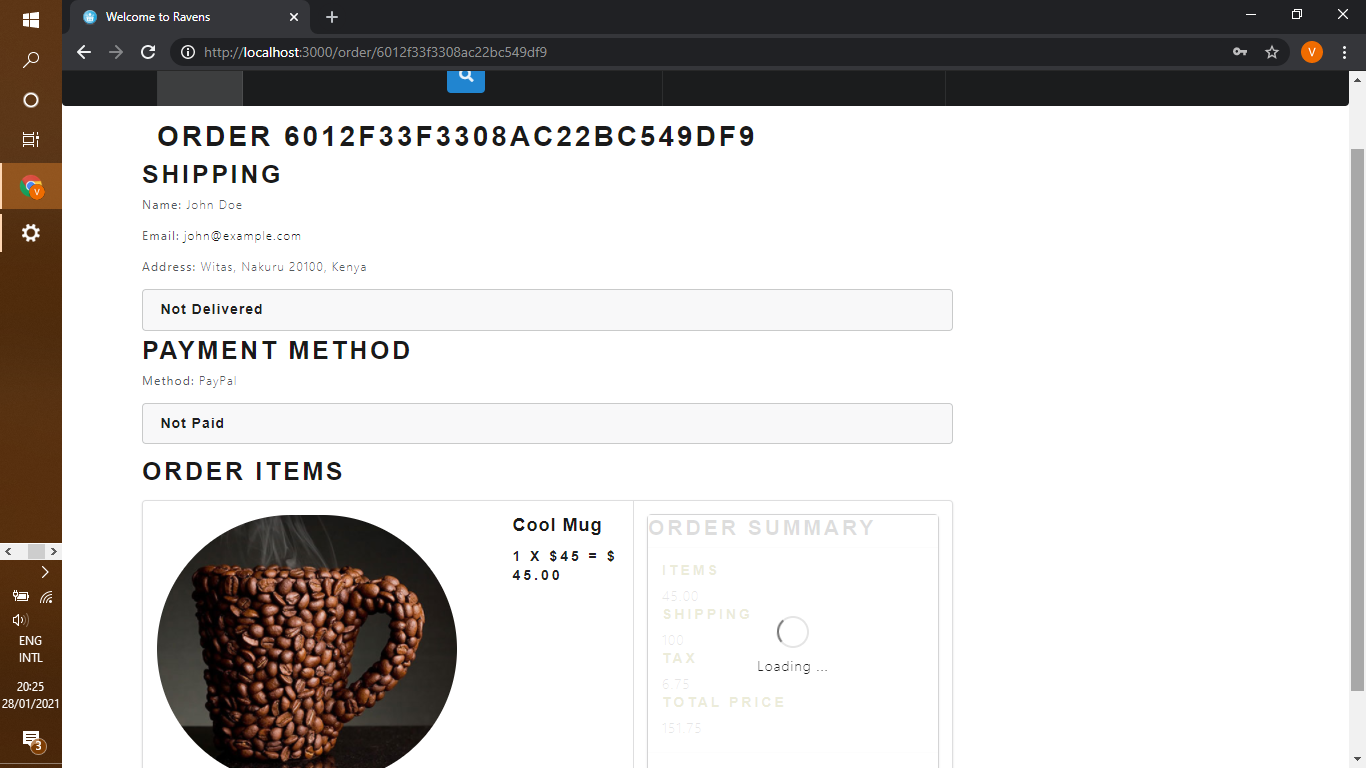 Welcome to Ravens
http://localhost:3000/order/6012f33f3308ac22bc549df9
V
V
ORDER 6012F33F3308AC22BC549DF9
SHIPPING
Name: John Doe
Email: john@example.com
Address: Witas, Nakuru 20100, Kenya
Not Delivered
PAYMENT METHOD
Method: PayPal
Not Paid
ORDER ITEMS
Cool Mug
1 X $45 = $
45.00
ORDER SUMMARY
ITEMS
45.00
SHIPPING
100
TAX
6.75
TOTAL PRICE
151.75
Loading ...
ENG
INTL
20:25
28/01/2021
3